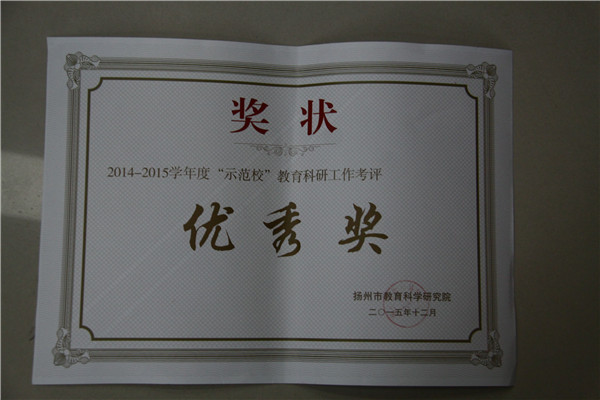 奖状
2014-2015学年度“示范校”教育科研工作考评
优秀奖
扬州市教育科学研究院
二〇一五年十二月